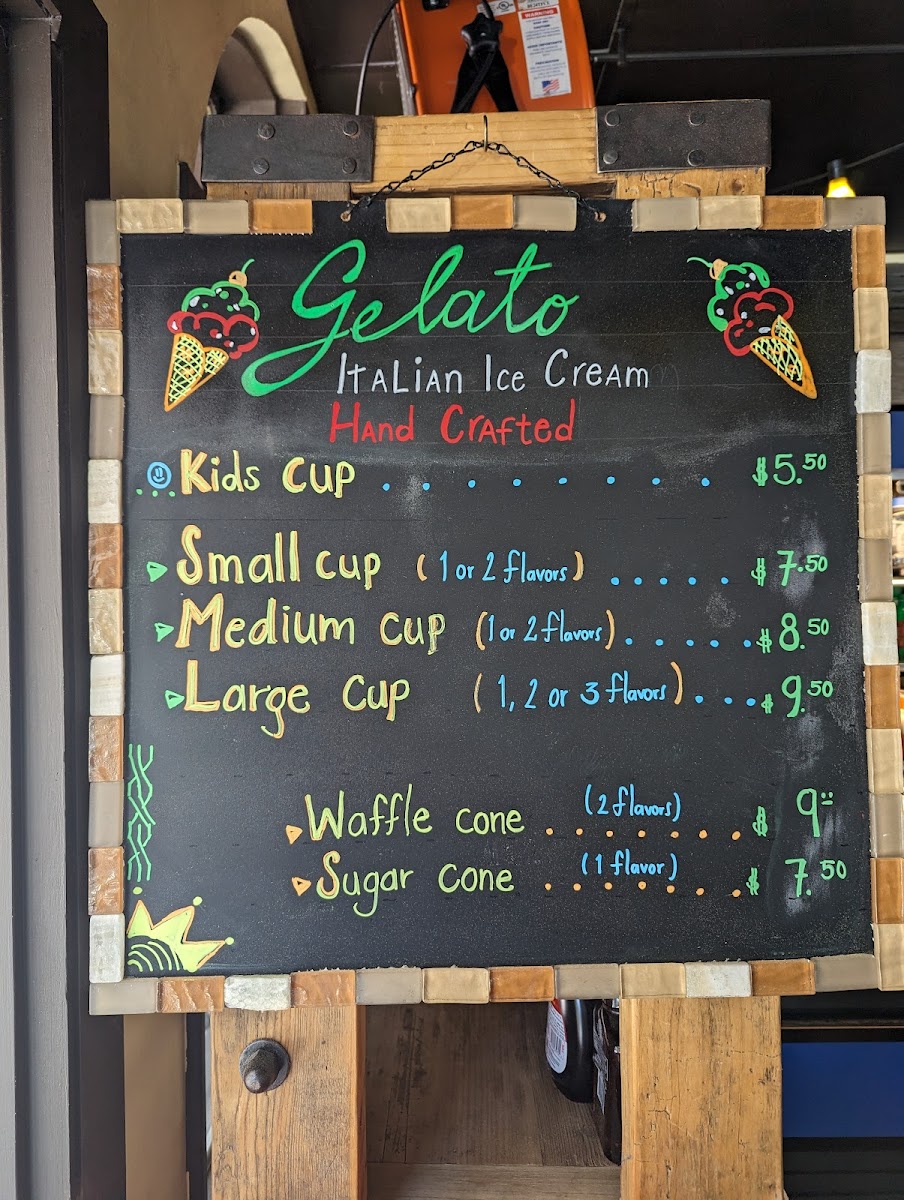 WARNING
Gelato
Italian Ice Cream
Hand Crafted
Kids Cup . . . . . . . . $5.50
Small cup (1 or 2 flavors) . . . . . $7.50
Medium cup (1 or 2 flavors) . . . . . $8.50
Large cup (1, 2 or 3 flavors) . . . $9.50
Waffle cone (2 flavors) . . . . . . . $ 9=
Sugar cone (1 flavor) . . . . . . . $ 7.50